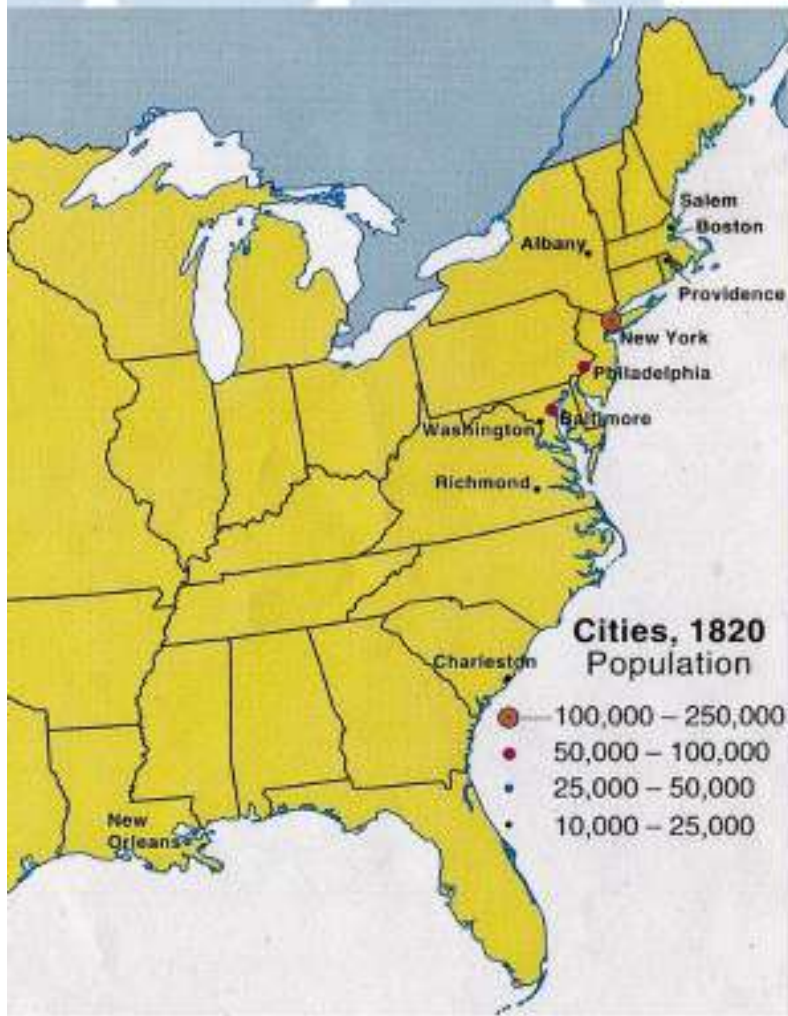 Salem
Boston
Albany
Providence
New York
Philadelphia
Baltimore
Washington
Richmond
Charleston
New
Orleans
Cities, 1820
Population
100,000 – 250,000
50,000 – 100,000
25,000 – 50,000
10,000 – 25,000